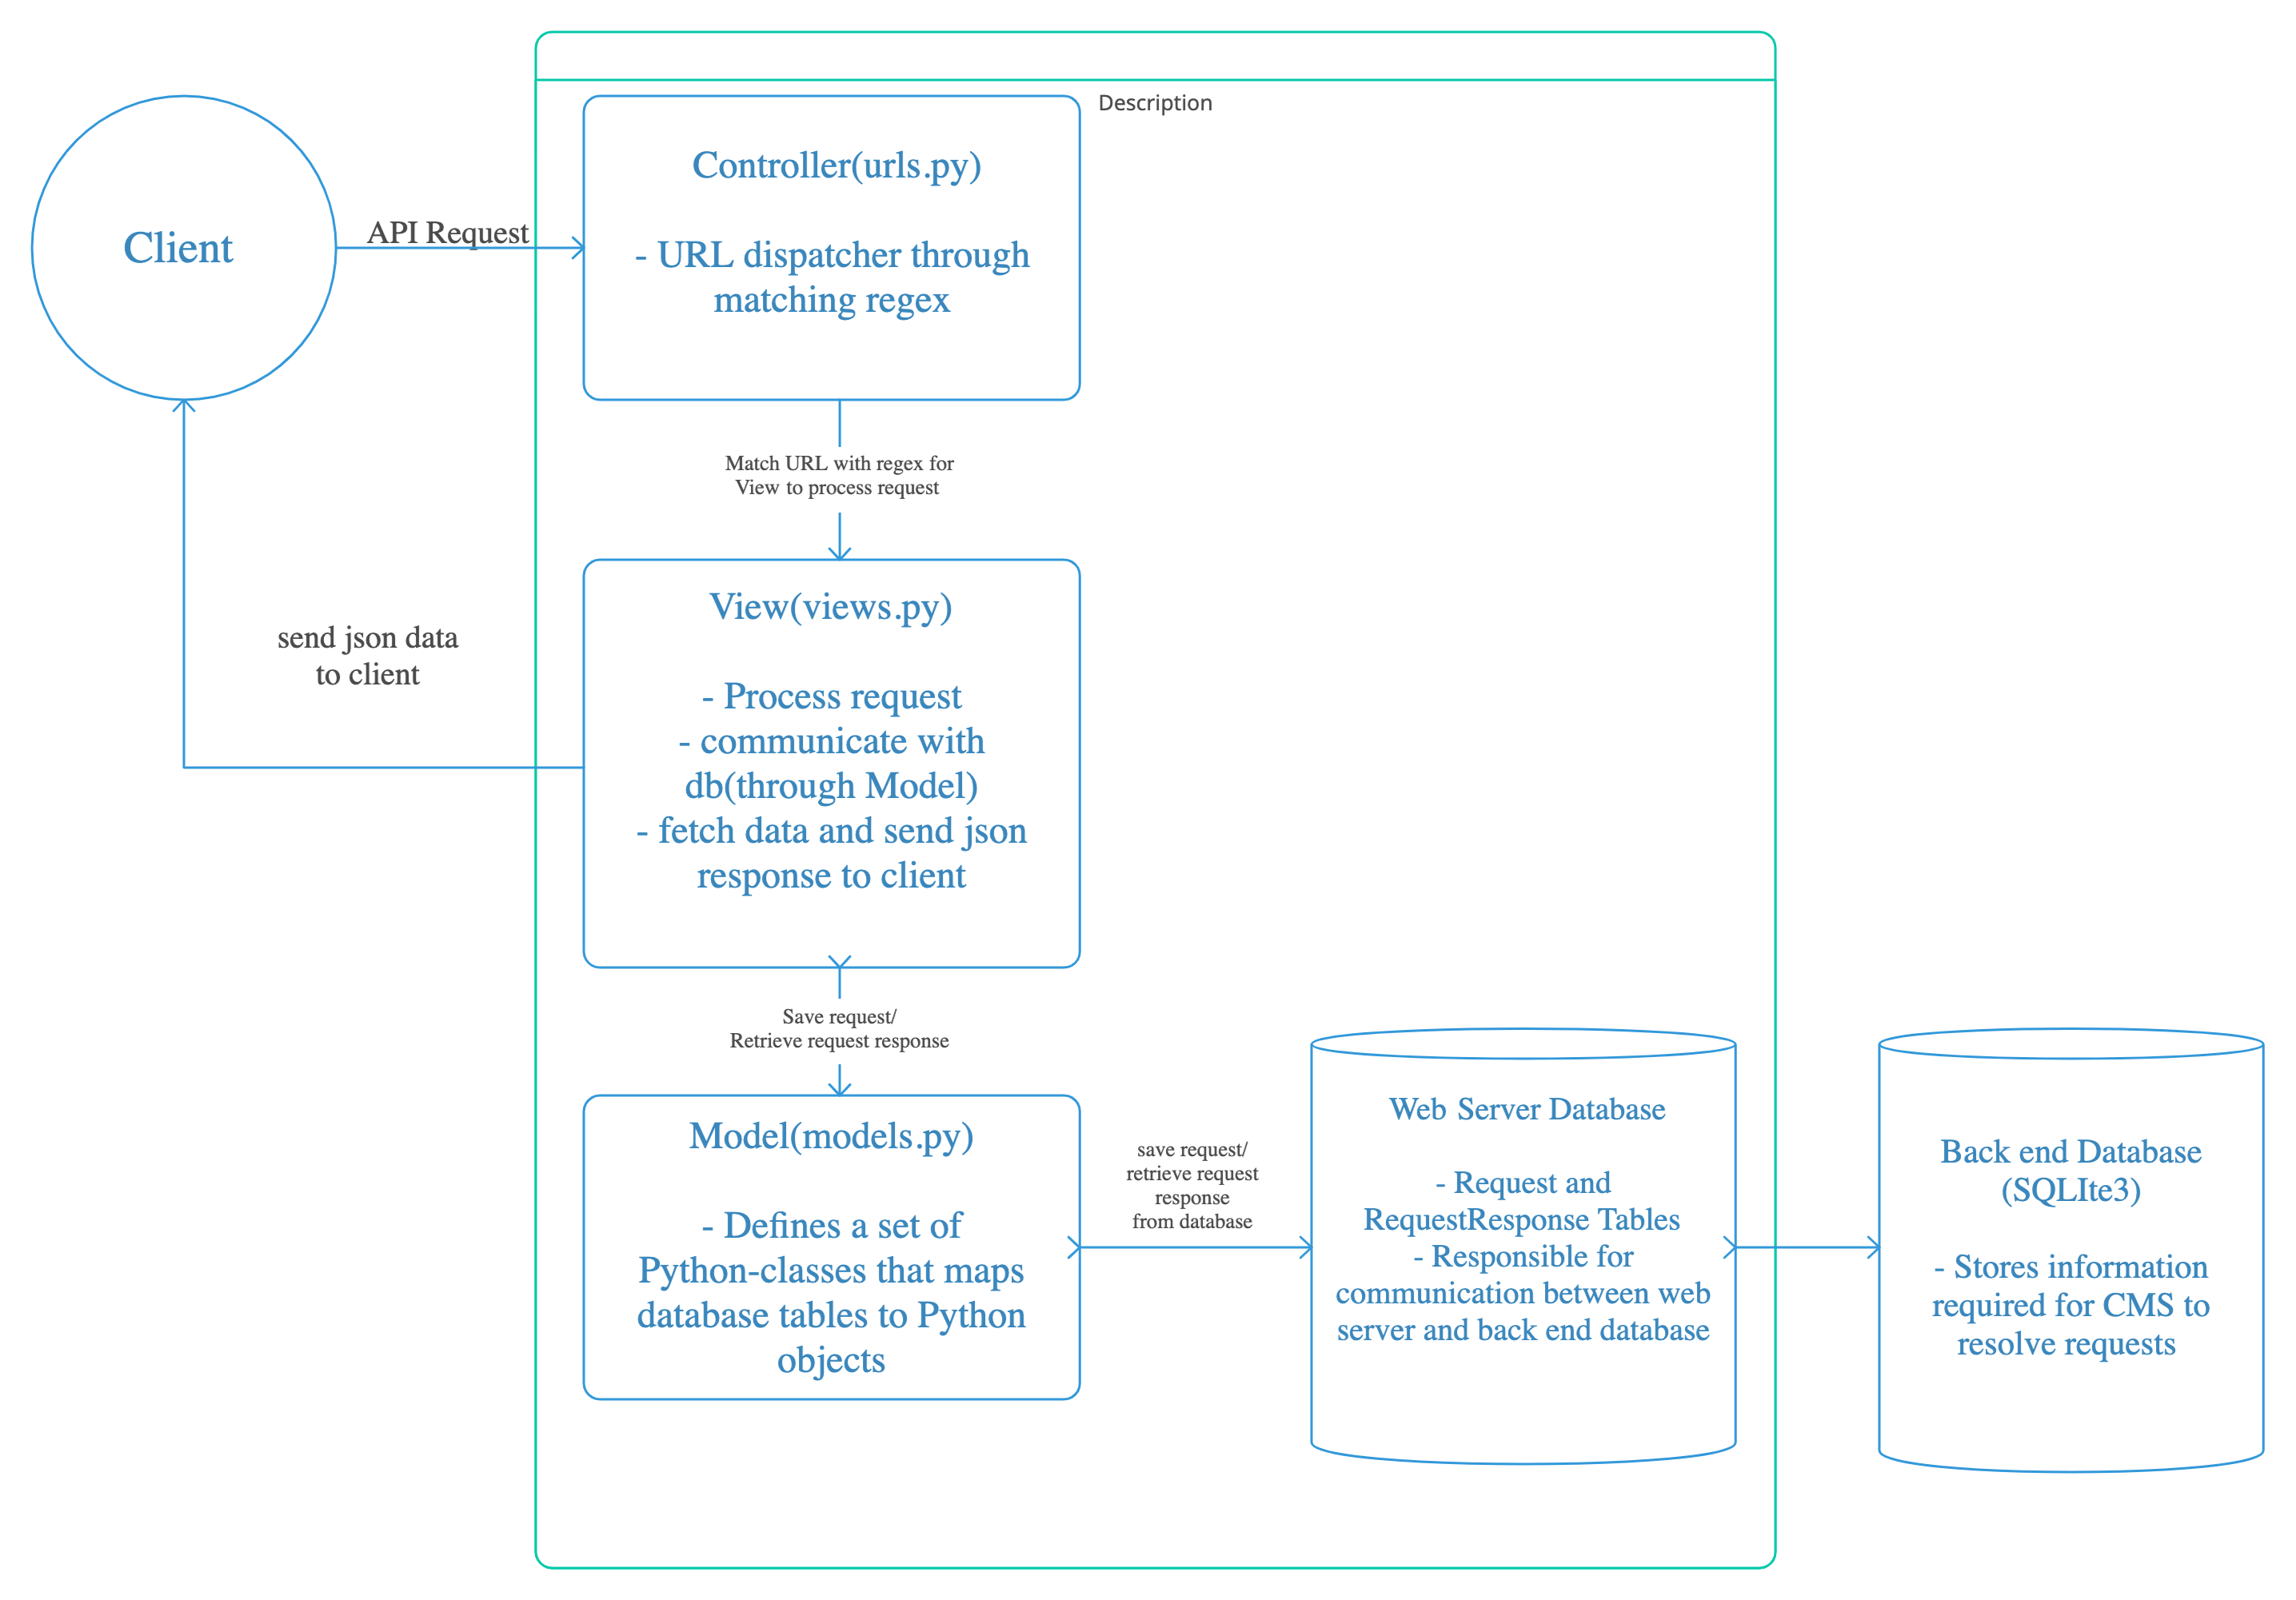 Description
Controller(urls.py)
- URL dispatcher through
matching regex
Client
API Request
Match URL with regex for
View to process request
View(views.py)
- Process request
- communicate with
db(through Model)
- fetch data and send json
response to client
send json data
to client
Save request/
Retrieve request response
Model(models.py)
- Defines a set of
Python-classes that maps
database tables to Python
objects
save request/
retrieve request
response
from database
Web Server Database
- Request and
RequestResponse Tables
- Responsible for
communication between web
server and back end database
Back end Database
(SQLIte3)
- Stores information
required for CMS to
resolve requests